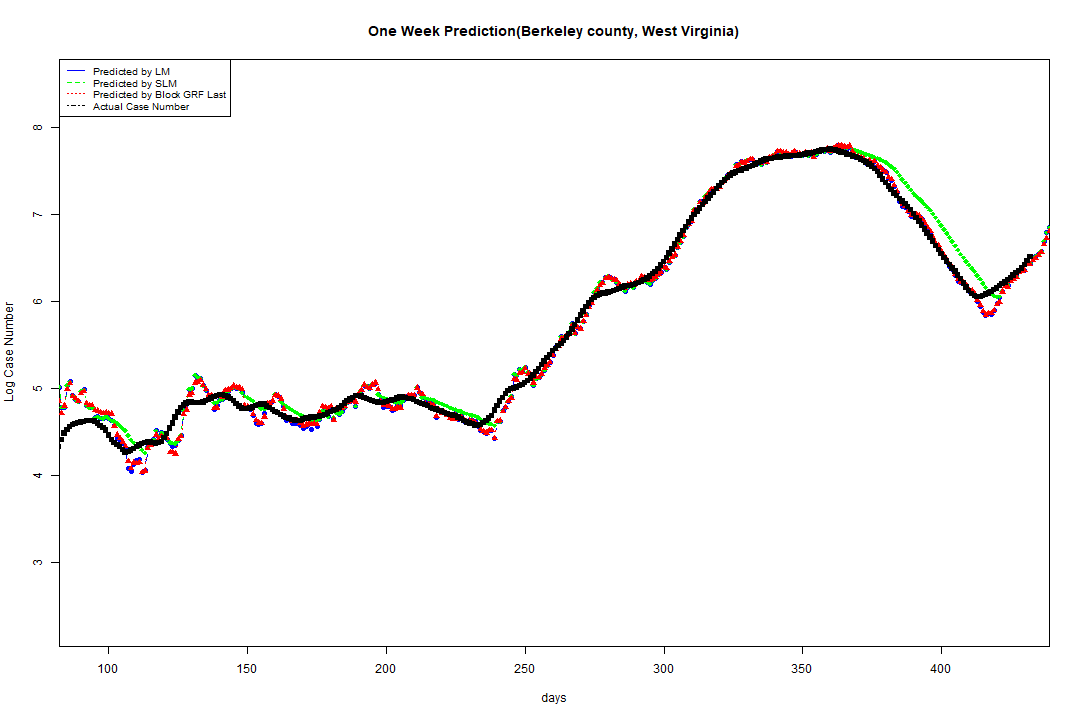 One Week Prediction(Berkeley county, West Virginia)
Predicted by LM
Predicted by SLM
Predicted by Block GRF Last
Actual Case Number
8
7
6
5
4
3
Log Case Number
100 150 200 250 300 350 400
days